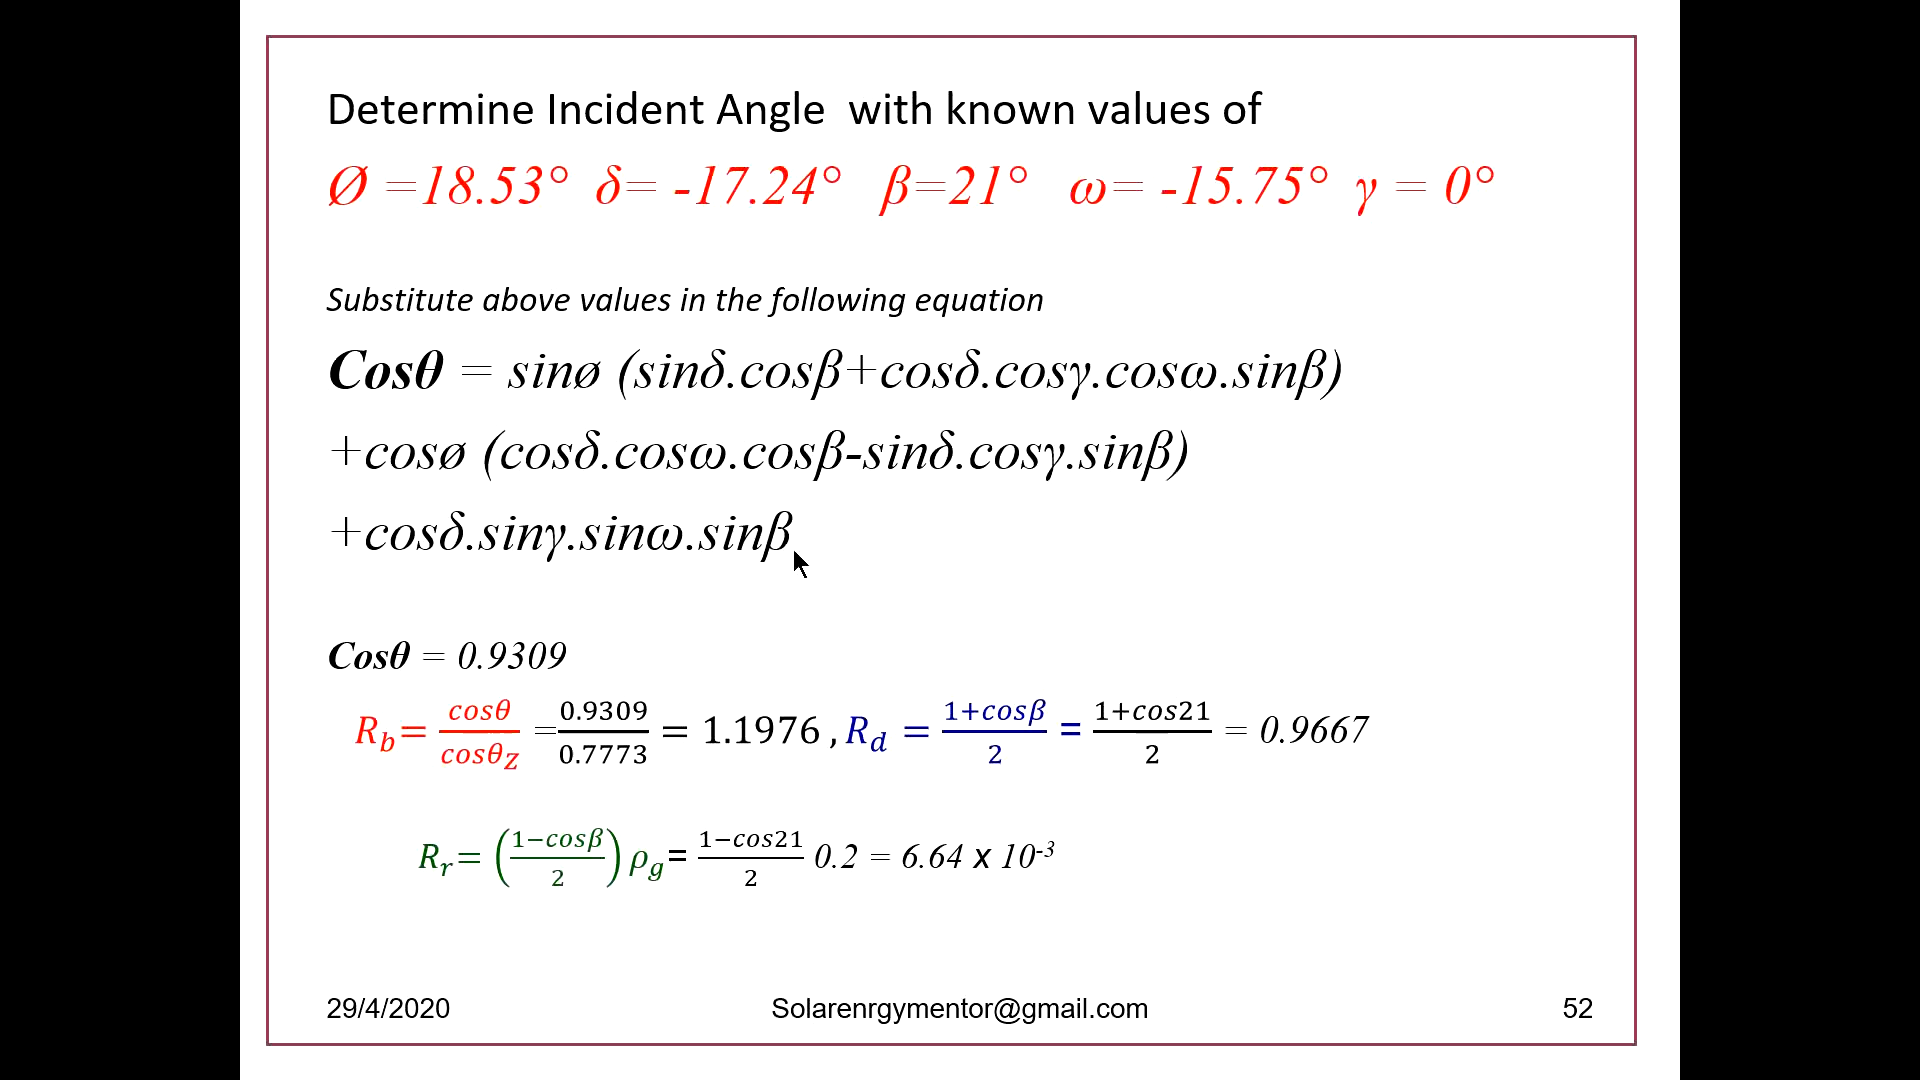 Determine Incident Angle with known values of
Ø =18.53° δ= -17.24° β=21° ω= -15.75° γ = 0°
Substitute above values in the following equation
Cosθ = sinø (sinδ.cosβ+cosδ.cosγ.cosω.sinβ)
+cosø (cosδ.cosω.cosβ-sinδ.cosγ.sinβ)
+cosδ.sinγ.sinω.sinβ
Cosθ = 0.9309
R_b = cosθ/cosθ_Z = 0.9309/0.7773 = 1.1976 , R_d = 1+cosβ/2 = 1+cos21/2 = 0.9667
R_r = (1−cosβ/2) ρ_g = 1−cos21/2 0.2 = 6.64 x 10⁻³
29/4/2020 Solarenrgymentor@gmail.com 52